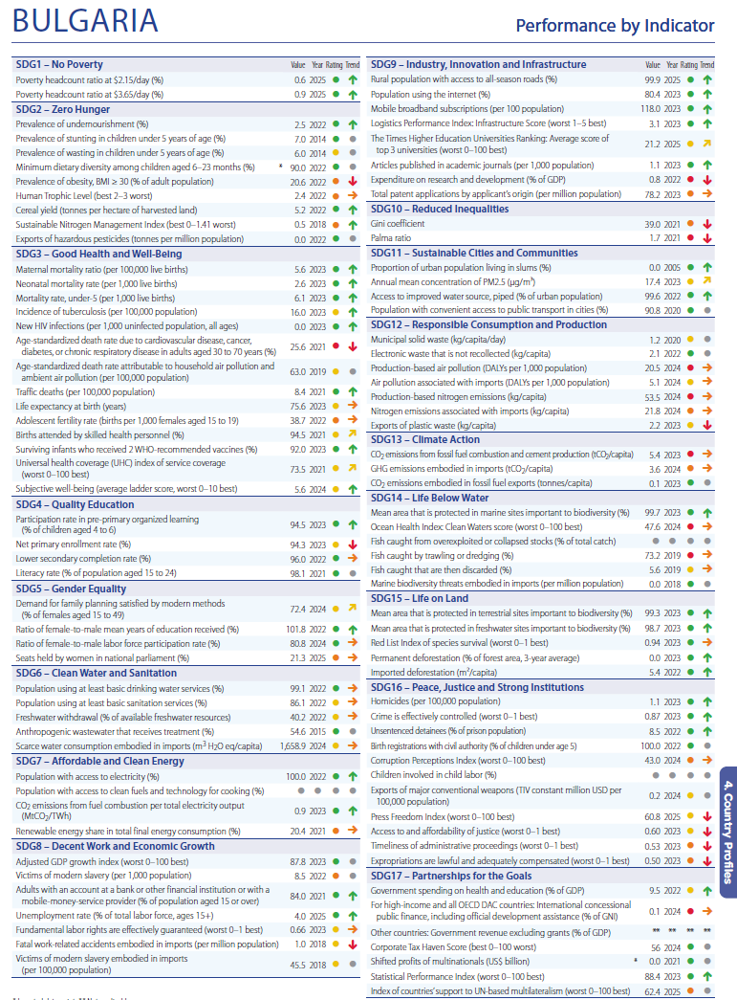 BULGARIA
Performance by Indicator
SDG1 – No Poverty Value Year Rating Trend
Poverty headcount ratio at $2.15/day (%) 0.6 2025
Poverty headcount ratio at $3.65/day (%) 0.9 2025
SDG2 – Zero Hunger
Prevalence of undernourishment (%) 2.5 2022
Prevalence of stunting in children under 5 years of age (%) 7.0 2014
Prevalence of wasting in children under 5 years of age (%) 6.0 2014
Minimum dietary diversity among children aged 6–23 months (%) * 90.0 2022
Prevalence of obesity, BMI ≥ 30 (% of adult population) 20.6 2022
Human Trophic Level (best 2–3 worst) 2.4 2022
Cereal yield (tonnes per hectare of harvested land) 5.2 2022
Sustainable Nitrogen Management Index (best 0–1.41 worst) 0.5 2018
Exports of hazardous pesticides (tonnes per million population) 0.0 2022
SDG3 – Good Health and Well-Being
Maternal mortality ratio (per 100,000 live births) 5.6 2023
Neonatal mortality rate (per 1,000 live births) 2.6 2023
Mortality rate, under-5 (per 1,000 live births) 6.1 2023
Incidence of tuberculosis (per 100,000 population) 16.0 2023
New HIV infections (per 1,000 uninfected population, all ages) 0.0 2023
Age-standardized death rate due to cardiovascular disease, cancer,
diabetes, or chronic respiratory disease in adults aged 30 to 70 years (%) 25.6 2021
Age-standardized death rate attributable to household air pollution and
ambient air pollution (per 100,000 population) 63.0 2019
Traffic deaths (per 100,000 population) 8.4 2021
Life expectancy at birth (years) 75.6 2023
Adolescent fertility rate (births per 1,000 females aged 15 to 19) 38.7 2022
Births attended by skilled health personnel (%) 94.5 2021
Surviving infants who received 2 WHO-recommended vaccines (%) 92.0 2023
Universal health coverage (UHC) index of service coverage
(worst 0–100 best) 73.5 2021
Subjective well-being (average ladder score, worst 0–10 best) 5.6 2024
SDG4 – Quality Education
Participation rate in pre-primary organized learning
(% of children aged 4 to 6) 94.5 2023
Net primary enrollment rate (%) 94.3 2023
Lower secondary completion rate (%) 96.0 2022
Literacy rate (% of population aged 15 to 24) 98.1 2021
SDG5 – Gender Equality
Demand for family planning satisfied by modern methods
(% of females aged 15 to 49) 72.4 2024
Ratio of female-to-male mean years of education received (%) 101.8 2022
Ratio of female-to-male labor force participation rate (%) 80.8 2024
Seats held by women in national parliament (%) 21.3 2025
SDG6 – Clean Water and Sanitation
Population using at least basic drinking water services (%) 99.1 2022
Population using at least basic sanitation services (%) 86.1 2022
Freshwater withdrawal (% of available freshwater resources) 40.2 2022
Anthropogenic wastewater that receives treatment (%) 54.6 2015
Scarce water consumption embodied in imports (m³ H₂O eq/capita) 1,658.9 2024
SDG7 – Affordable and Clean Energy
Population with access to electricity (%) 100.0 2022
Population with access to clean fuels and technology for cooking (%)
CO₂ emissions from fuel combustion per total electricity output
(MtCO₂/TWh) 0.9 2023
Renewable energy share in total final energy consumption (%) 20.4 2021
SDG8 – Decent Work and Economic Growth
Adjusted GDP growth index (worst 0–100 best) 87.8 2023
Victims of modern slavery (per 1,000 population) 8.5 2022
Adults with an account at a bank or other financial institution or with a
mobile-money-service provider (% of population aged 15 or over) 84.0 2021
Unemployment rate (% of total labor force, ages 15+) 4.0 2025
Fundamental labor rights are effectively guaranteed (worst 0–1 best) 0.66 2023
Fatal work-related accidents embodied in imports (per million population) 1.0 2018
Victims of modern slavery embodied in imports
(per 100,000 population) 45.5 2018
SDG9 – Industry, Innovation and Infrastructure Value Year Rating Trend
Rural population with access to all-season roads (%) 99.9 2025
Population using the internet (%) 80.4 2023
Mobile broadband subscriptions (per 100 population) 118.0 2023
Logistics Performance Index: Infrastructure Score (worst 1–5 best) 3.1 2023
The Times Higher Education Universities Ranking: Average score of
top 3 universities (worst 0–100 best) 21.2 2025
Articles published in academic journals (per 1,000 population) 1.1 2023
Expenditure on research and development (% of GDP) 0.8 2022
Total patent applications by applicant's origin (per million population) 78.2 2023
SDG10 – Reduced Inequalities
Gini coefficient 39.0 2021
Palma ratio 1.7 2021
SDG11 – Sustainable Cities and Communities
Proportion of urban population living in slums (%) 0.0 2005
Annual mean concentration of PM2.5 (μg/m³) 17.4 2023
Access to improved water source, piped (% of urban population) 99.6 2022
Population with convenient access to public transport in cities (%) 90.8 2020
SDG12 – Responsible Consumption and Production
Municipal solid waste (kg/capita/day) 1.2 2020
Electronic waste that is not recollected (kg/capita) 2.1 2022
Production-based air pollution (DALYs per 1,000 population) 20.5 2024
Air pollution associated with imports (DALYs per 1,000 population) 5.1 2024
Production-based nitrogen emissions (kg/capita) 53.5 2024
Nitrogen emissions associated with imports (kg/capita) 21.8 2024
Exports of plastic waste (kg/capita) 2.2 2023
SDG13 – Climate Action
CO₂ emissions from fossil fuel combustion and cement production (tCO₂/capita) 5.4 2023
GHG emissions embodied in imports (tCO₂/capita) 3.6 2024
CO₂ emissions embodied in fossil fuel exports (tonnes/capita) 0.1 2023
SDG14 – Life Below Water
Mean area that is protected in marine sites important to biodiversity (%) 99.7 2023
Ocean Health Index: Clean Waters score (worst 0–100 best) 47.6 2024
Fish caught from overexploited or collapsed stocks (% of total catch)
Fish caught by trawling or dredging (%) 73.2 2019
Fish caught that are then discarded (%) 5.6 2019
Marine biodiversity threats embodied in imports (per million population) 0.0 2018
SDG15 – Life on Land
Mean area that is protected in terrestrial sites important to biodiversity (%) 99.3 2023
Mean area that is protected in freshwater sites important to biodiversity (%) 98.7 2023
Red List Index of species survival (worst 0–1 best) 0.94 2023
Permanent deforestation (% of forest area, 3-year average) 0.0 2023
Imported deforestation (m²/capita) 5.4 2022
SDG16 – Peace, Justice and Strong Institutions
Homicides (per 100,000 population) 1.1 2023
Crime is effectively controlled (worst 0–1 best) 0.87 2023
Unsentenced detainees (% of prison population) 8.5 2022
Birth registrations with civil authority (% of children under age 5) 100.0 2022
Corruption Perceptions Index (worst 0–100 best) 43.0 2024
Children involved in child labor (%)
Exports of major conventional weapons (TIV constant million USD per
100,000 population) 0.2 2024
Press Freedom Index (worst 0–100 best) 60.8 2025
Access to and affordability of justice (worst 0–1 best) 0.60 2023
Timeliness of administrative proceedings (worst 0–1 best) 0.53 2023
Expropriations are lawful and adequately compensated (worst 0–1 best) 0.50 2023
SDG17 – Partnerships for the Goals
Government spending on health and education (% of GDP) 9.5 2022
For high-income and all OECD DAC countries: International concessional
public finance, including official development assistance (% of GNI) 0.1 2024
Other countries: Government revenue excluding grants (% of GDP) ** ** ** **
Corporate Tax Haven Score (best 0–100 worst) 56 2024
Shifted profits of multinationals (US$ billion) * 0.0 2021
Statistical Performance Index (worst 0–100 best) 88.4 2023
Index of countries' support to UN-based multilateralism (worst 0–100 best) 62.4 2025
4. Country Profiles